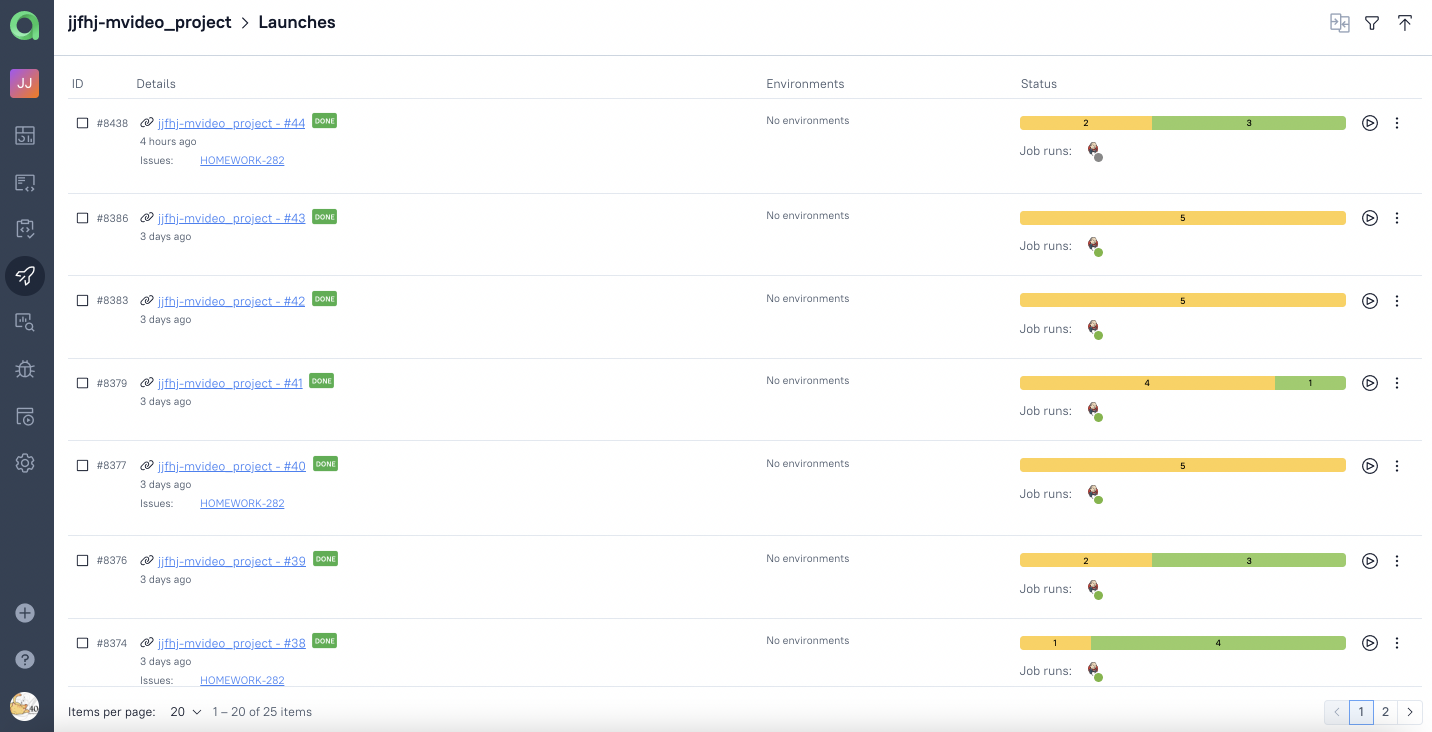 jjfhj-mvideo_project > Launches
JJ
ID Details Environments Status
#8438 jjfhj-mvideo_project - #44 DONE No environments 2 3
4 hours ago Job runs:
Issues: HOMEWORK-282
#8386 jjfhj-mvideo_project - #43 DONE No environments 5
3 days ago Job runs:
#8383 jjfhj-mvideo_project - #42 DONE No environments 5
3 days ago Job runs:
#8379 jjfhj-mvideo_project - #41 DONE No environments 4 1
3 days ago Job runs:
#8377 jjfhj-mvideo_project - #40 DONE No environments 5
3 days ago Job runs:
Issues: HOMEWORK-282
#8376 jjfhj-mvideo_project - #39 DONE No environments 2 3
3 days ago Job runs:
#8374 jjfhj-mvideo_project - #38 DONE No environments 1 4
3 days ago Job runs:
Issues: HOMEWORK-282
Items per page: 20 1 – 20 of 25 items < 1 2 >